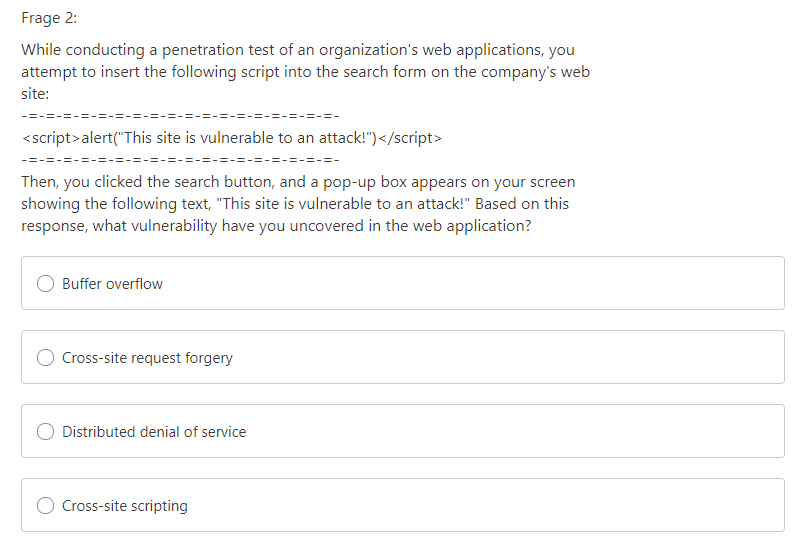 Frage 2:
While conducting a penetration test of an organization's web applications, you
attempt to insert the following script into the search form on the company's web
site:
-=-=-=-=-=-=-=-=-=-=-=-=-=-=-=-=-=-=-
<script>alert("This site is vulnerable to an attack!")</script>
-=-=-=-=-=-=-=-=-=-=-=-=-=-=-=-=-=-=-
Then, you clicked the search button, and a pop-up box appears on your screen
showing the following text, "This site is vulnerable to an attack!" Based on this
response, what vulnerability have you uncovered in the web application?
Buffer overflow
Cross-site request forgery
Distributed denial of service
Cross-site scripting